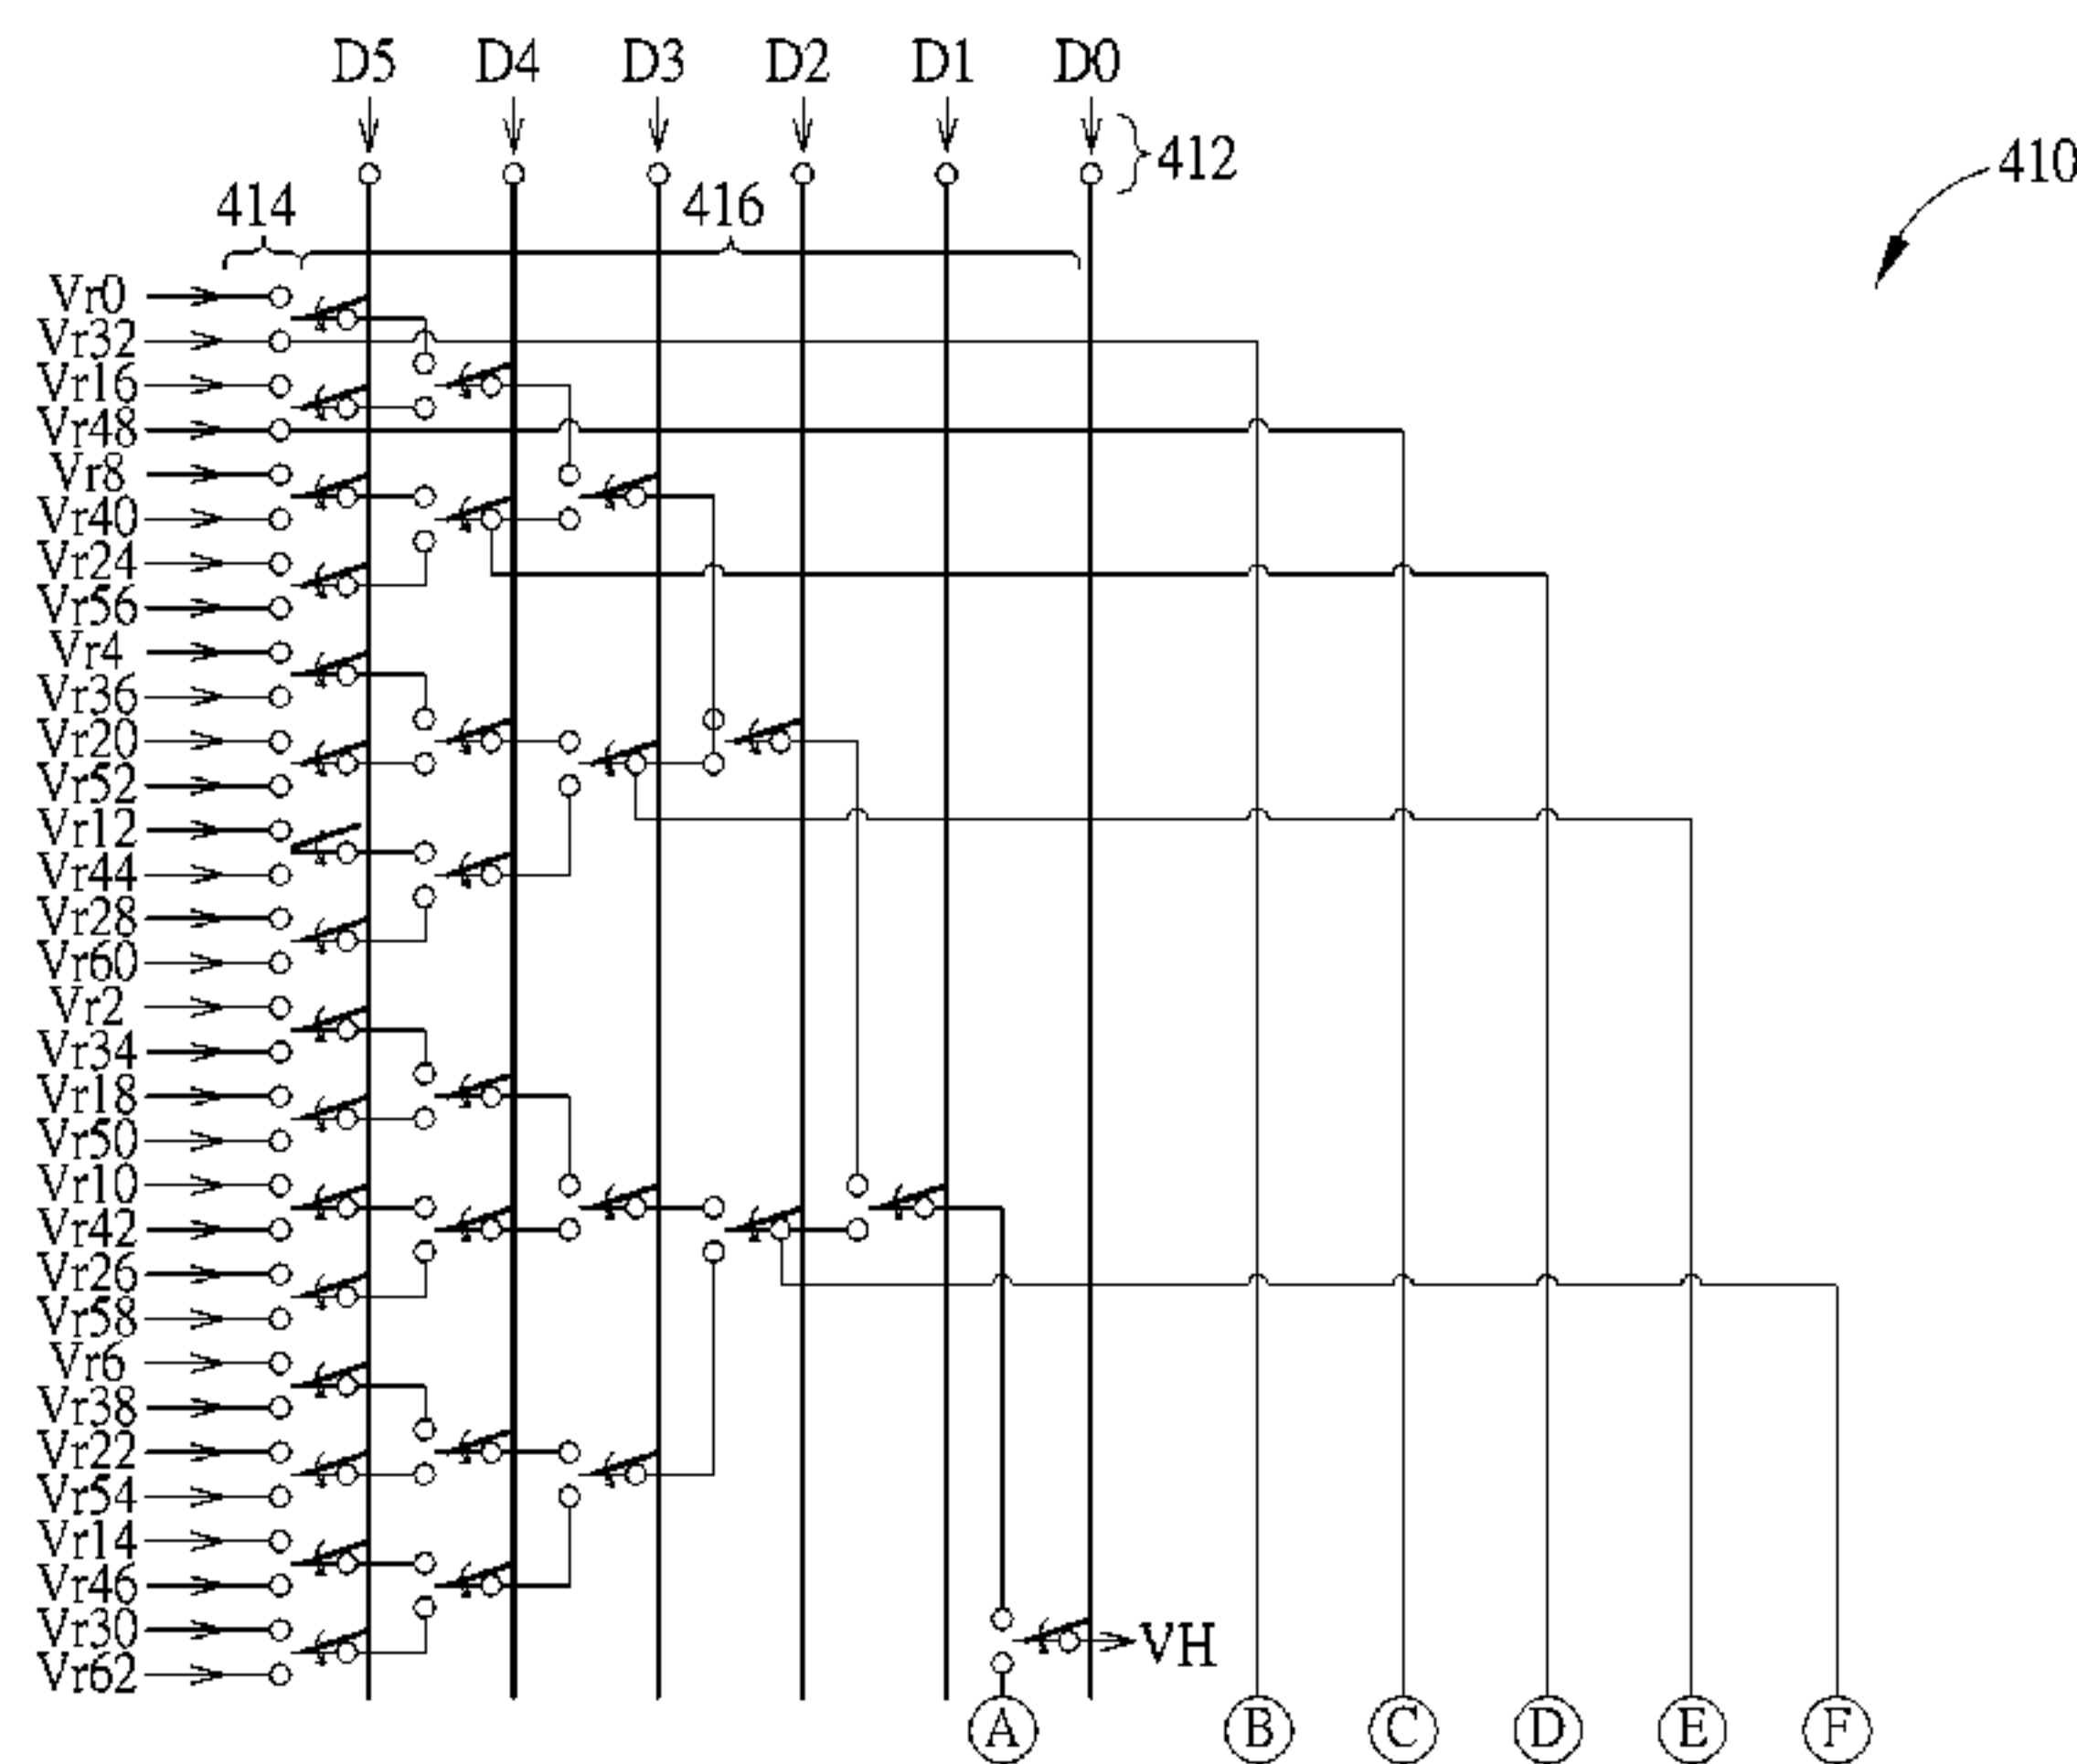 D5 D4 D3 D2 D1 D0
412
410
414 416
Vr0
Vr32
Vr16
Vr48
Vr8
Vr40
Vr24
Vr56
Vr4
Vr36
Vr20
Vr52
Vr12
Vr44
Vr28
Vr60
Vr2
Vr34
Vr18
Vr50
Vr10
Vr42
Vr26
Vr58
Vr6
Vr38
Vr22
Vr54
Vr14
Vr46
Vr30
VH
Vr62
A B C D E F